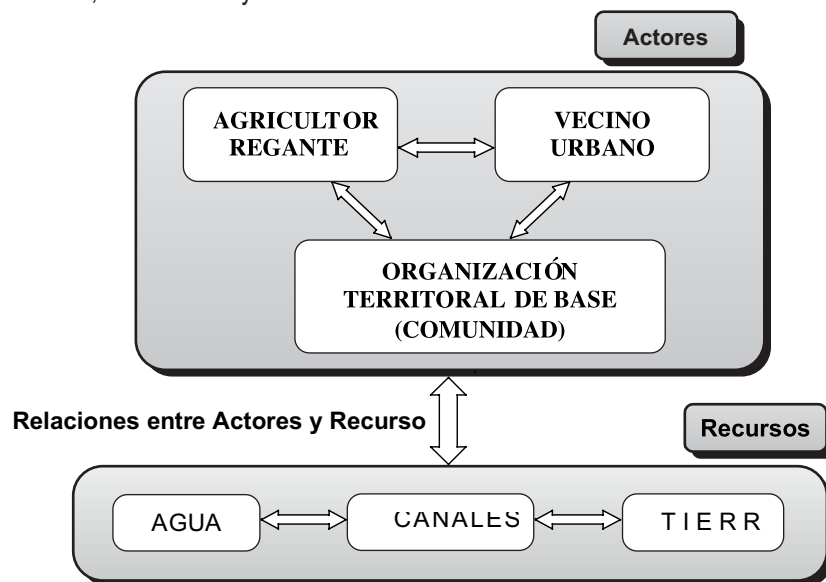 Actores
AGRICULTOR
REGANTE
VECINO
URBANO
ORGANIZACIÓN
TERRITORAL DE BASE
(COMUNIDAD)
Relaciones entre Actores y Recurso
Recursos
AGUA
CANALES
TIERR